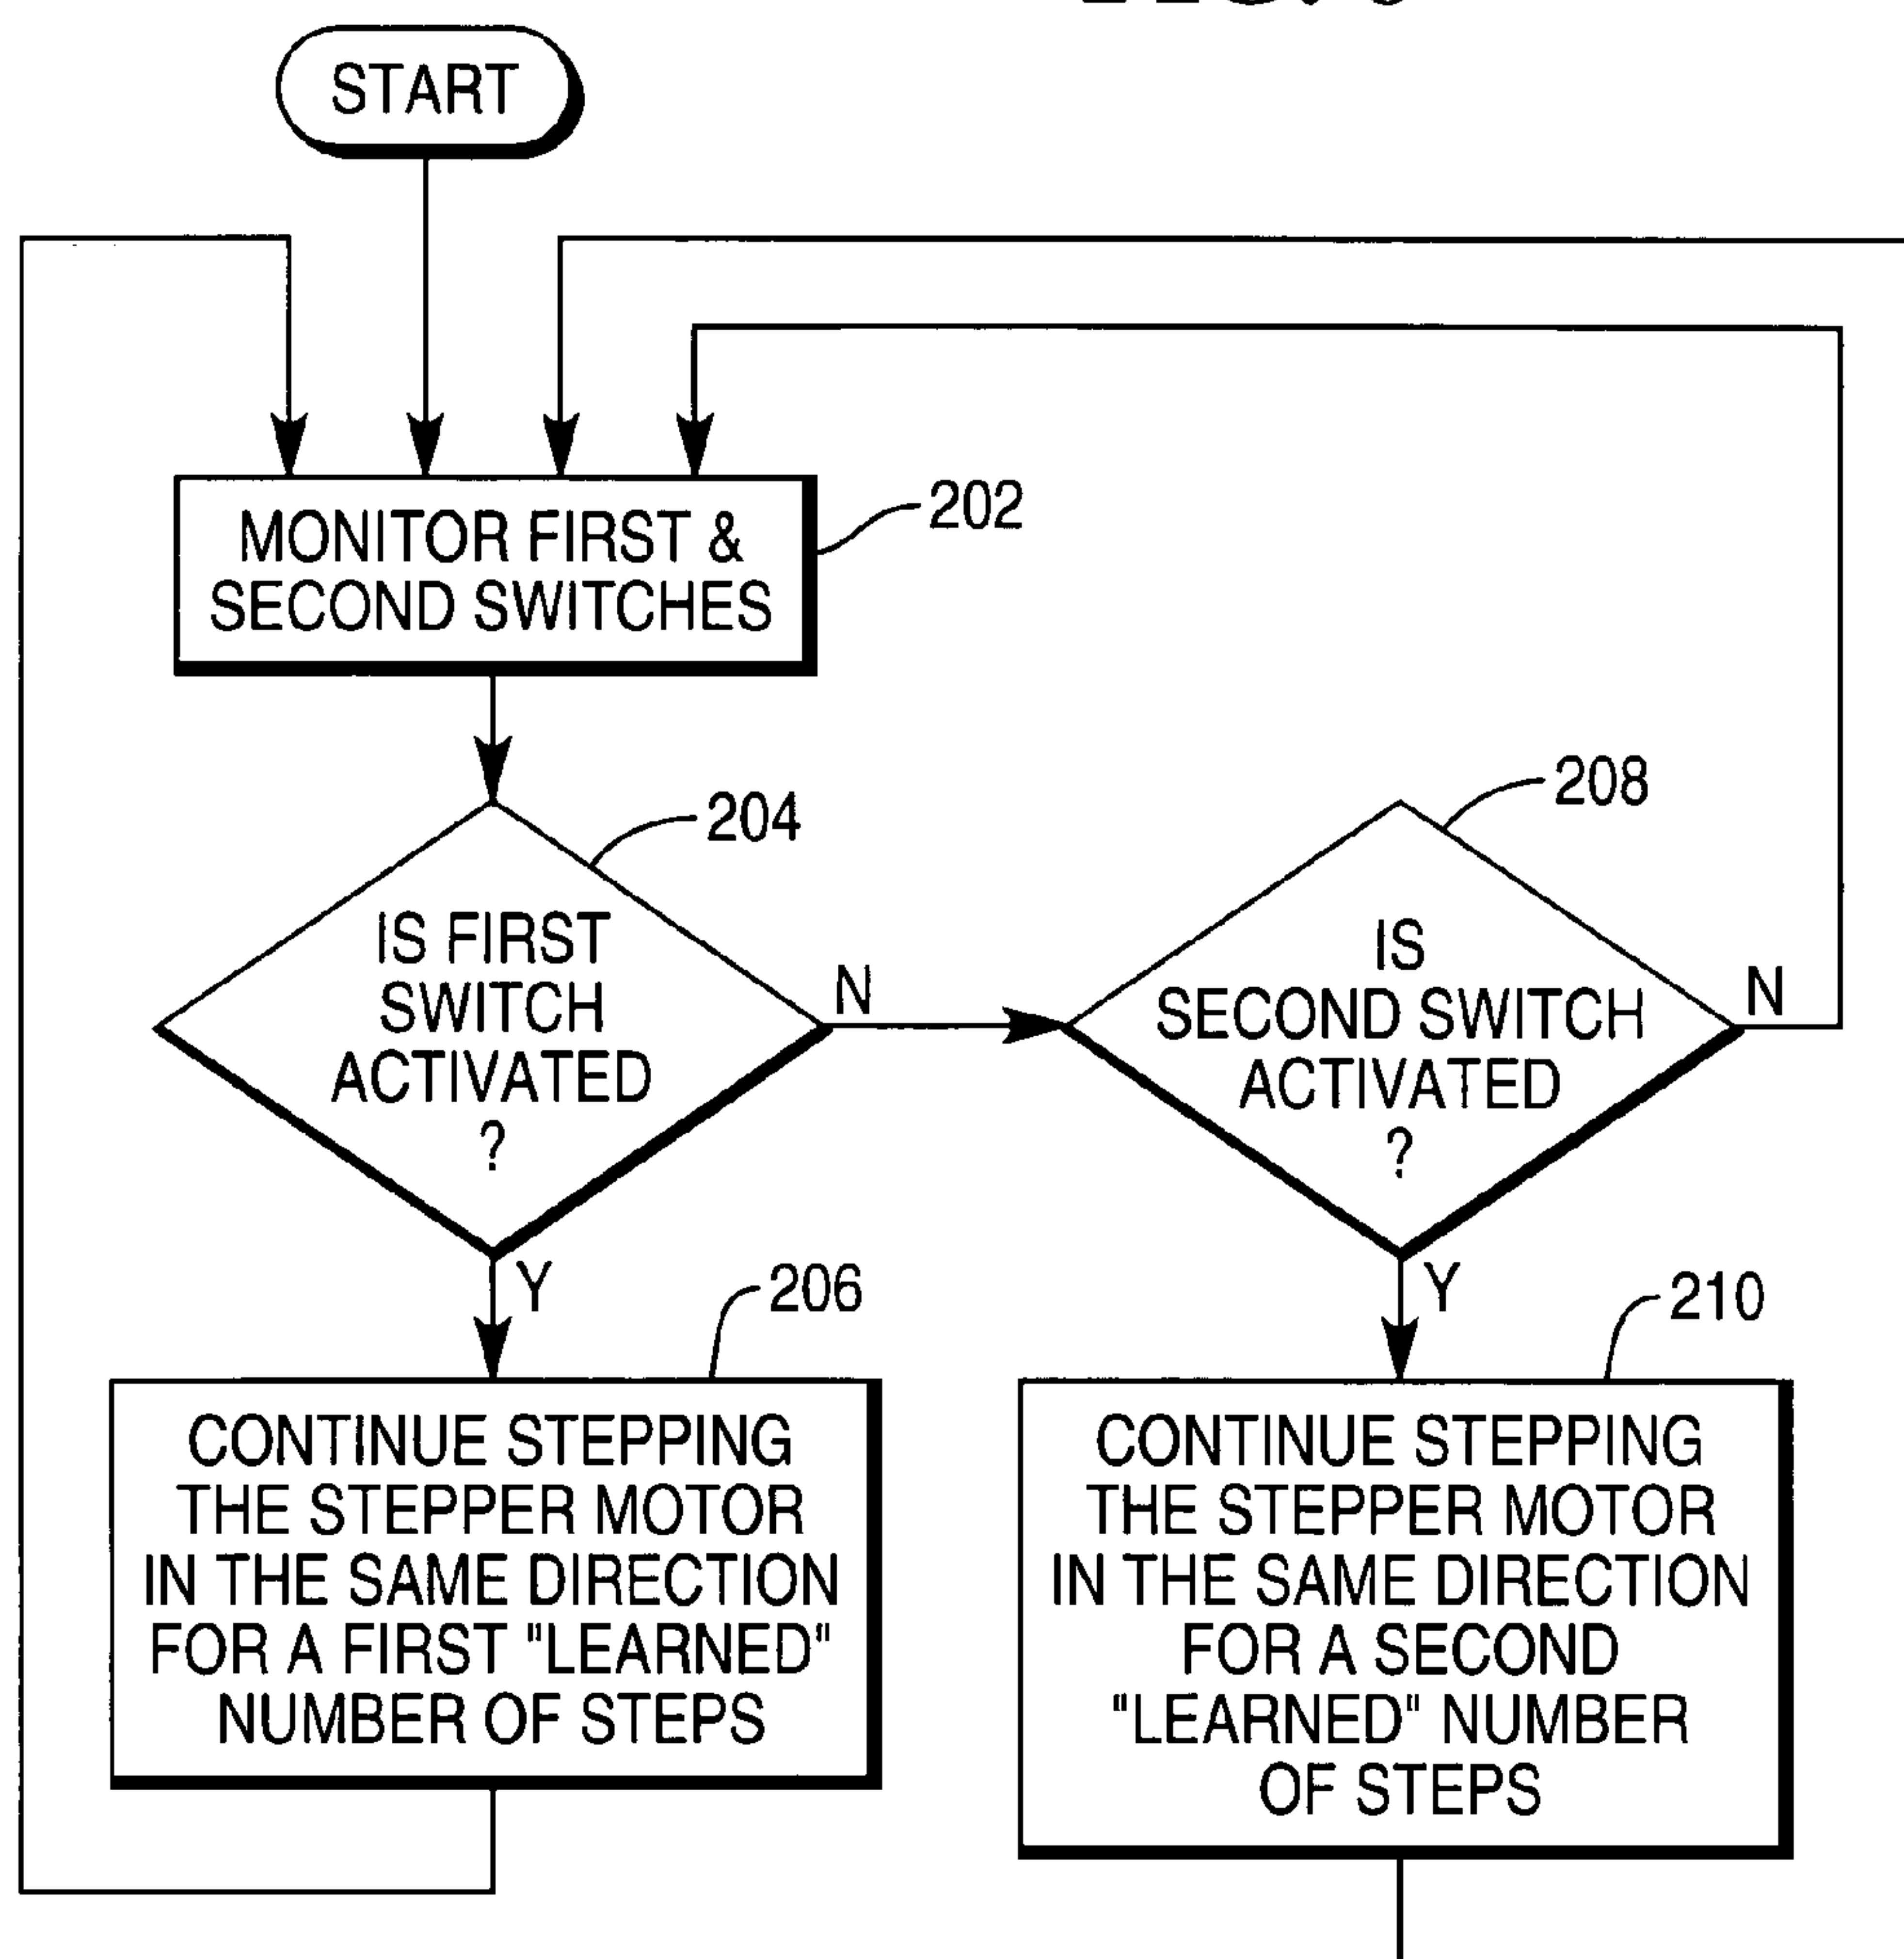 START
MONITOR FIRST &
SECOND SWITCHES
202
204
IS FIRST
SWITCH
ACTIVATED
?
N
Y
208
IS
SECOND SWITCH
ACTIVATED
?
N
Y
206
CONTINUE STEPPING
THE STEPPER MOTOR
IN THE SAME DIRECTION
FOR A FIRST "LEARNED"
NUMBER OF STEPS
210
CONTINUE STEPPING
THE STEPPER MOTOR
IN THE SAME DIRECTION
FOR A SECOND
"LEARNED" NUMBER
OF STEPS